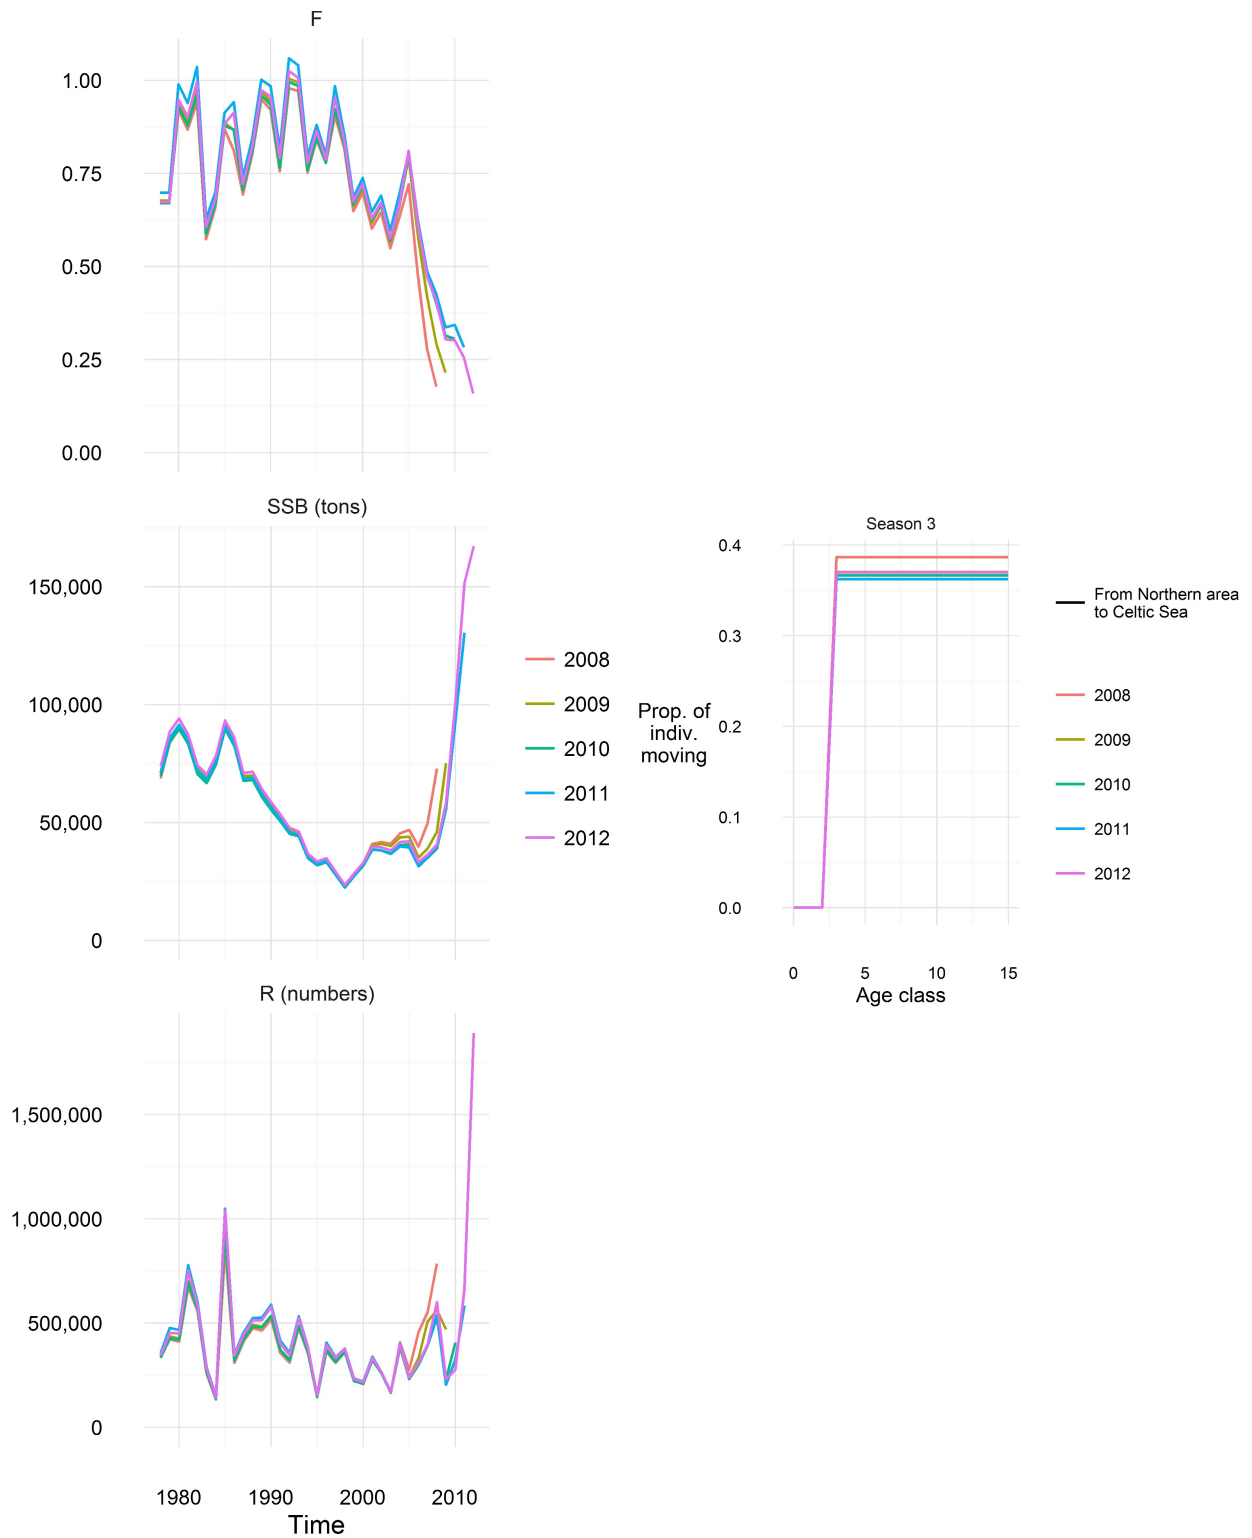 F
1.00
0.75
0.50
0.25
0.00
SSB (tons)
150,000
100,000
50,000
0
2008
2009
2010
2011
2012
R (numbers)
1,500,000
1,000,000
500,000
0
1980 1990 2000 2010
Time
Season 3
Prop. of
indiv.
moving
0.4
0.3
0.2
0.1
0.0
0 5 10 15
Age class
From Northern area
to Celtic Sea
2008
2009
2010
2011
2012